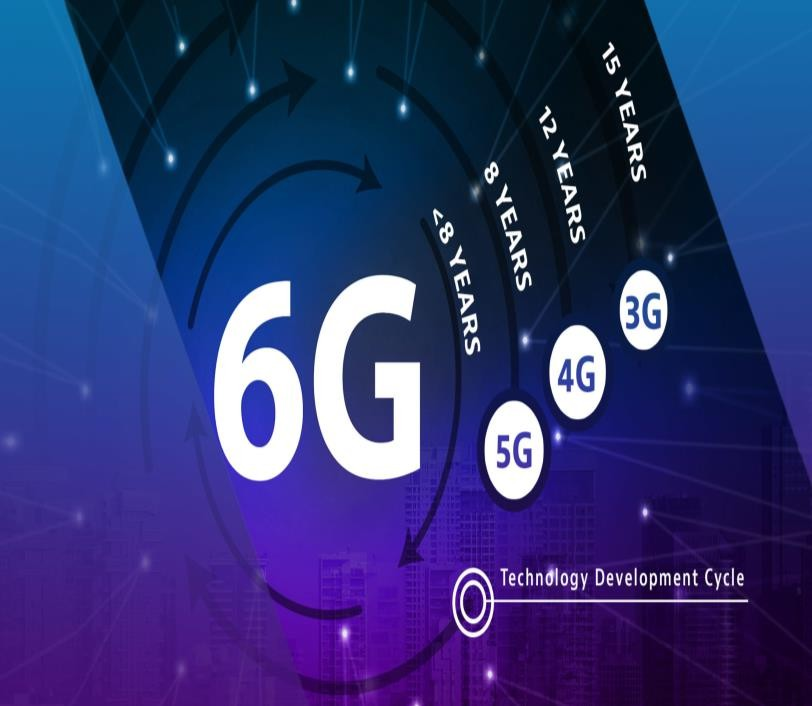 15 YEARS
12 YEARS
8 YEARS
<8 YEARS
6G
3G
4G
5G
Technology Development Cycle